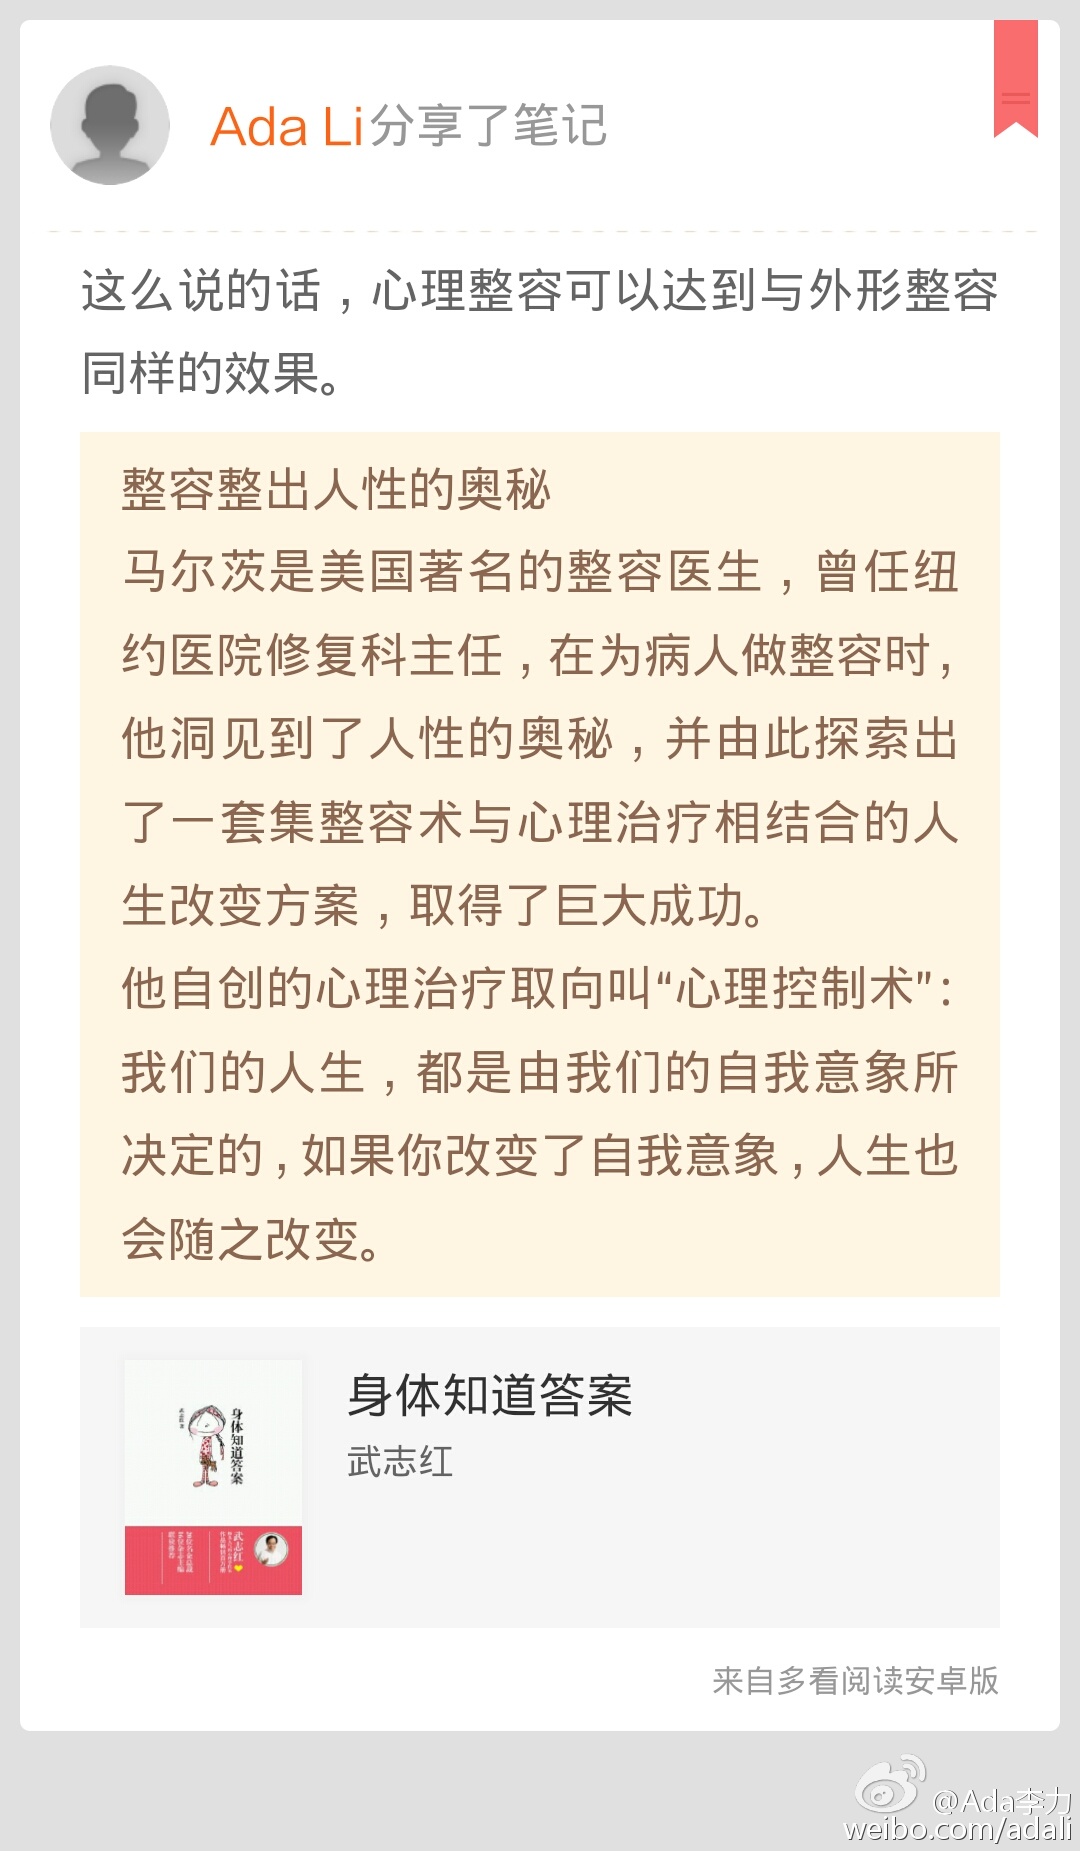 Ada Li分享了笔记
这么说的话，心理整容可以达到与外形整容
同样的效果。
整容整出人性的奥秘
马尔茨是美国著名的整容医生，曾任纽
约医院修复科主任，在为病人做整容时，
他洞见到了人性的奥秘，并由此探索出
了一套集整容术与心理治疗相结合的人
生改变方案，取得了巨大成功。
他自创的心理治疗取向叫“心理控制术”：
我们的人生，都是由我们的自我意象所
决定的，如果你改变了自我意象，人生也
会随之改变。
身体知道答案
武志红
身体知道答案
武志红
来自多看阅读安卓版
@Ada李力
weibo.com/adali